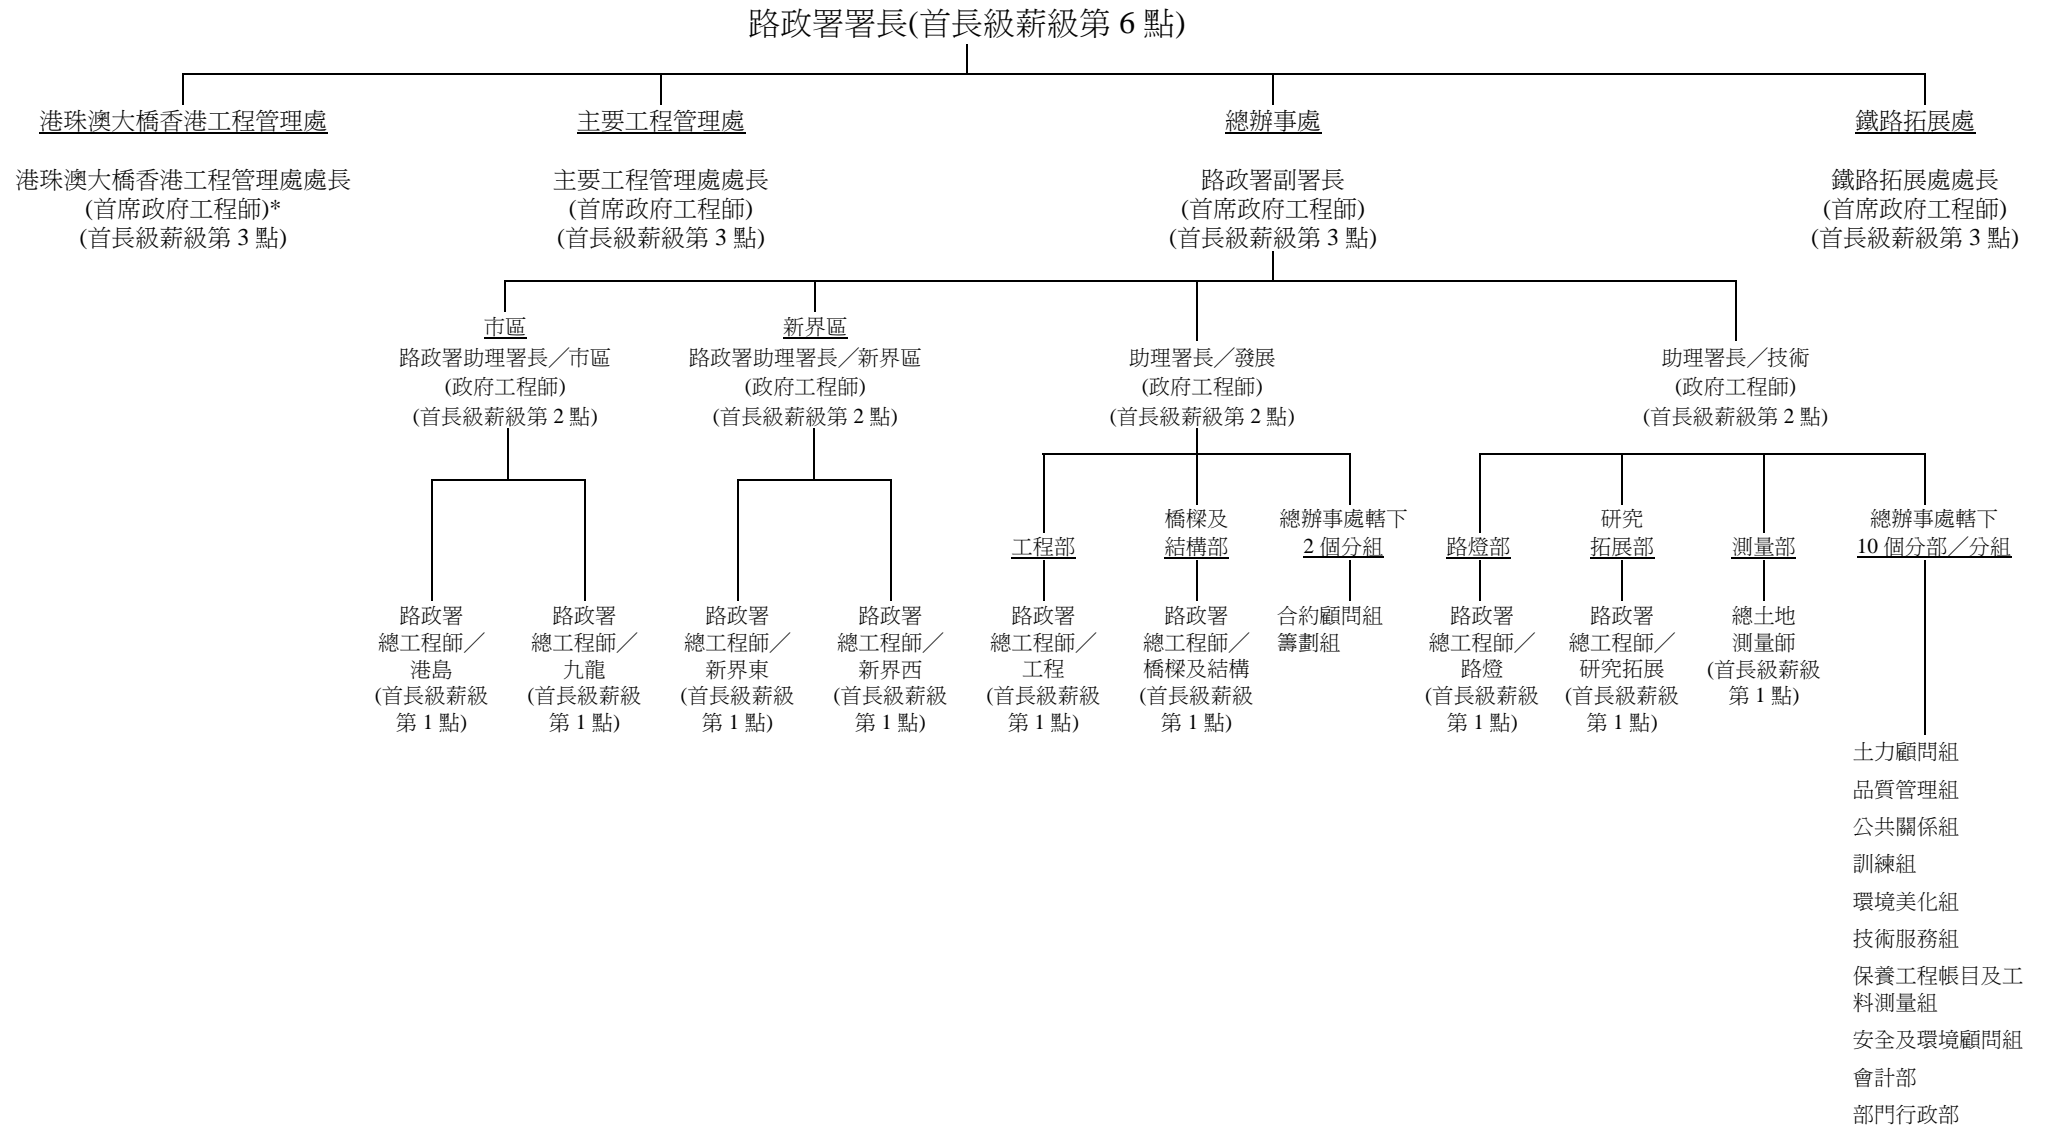 路政署署長(首長級薪級第 6 點)
港珠澳大橋香港工程管理處
港珠澳大橋香港工程管理處處長
(首席政府工程師)*
(首長級薪級第 3 點)
主要工程管理處
主要工程管理處處長
(首席政府工程師)
(首長級薪級第 3 點)
總辦事處
路政署副署長
(首席政府工程師)
(首長級薪級第 3 點)
鐵路拓展處
鐵路拓展處處長
(首席政府工程師)
(首長級薪級第 3 點)
市區
路政署助理署長／市區
(政府工程師)
(首長級薪級第 2 點)
新界區
路政署助理署長／新界區
(政府工程師)
(首長級薪級第 2 點)
助理署長／發展
(政府工程師)
(首長級薪級第 2 點)
助理署長／技術
(政府工程師)
(首長級薪級第 2 點)
路政署
總工程師／
港島
(首長級薪級
第 1 點)
路政署
總工程師／
九龍
(首長級薪級
第 1 點)
路政署
總工程師／
新界東
(首長級薪級
第 1 點)
路政署
總工程師／
新界西
(首長級薪級
第 1 點)
工程部
路政署
總工程師／
工程
(首長級薪級
第 1 點)
橋樑及
結構部
路政署
總工程師／
橋樑及結構
(首長級薪級
第 1 點)
總辦事處轄下
2 個分組
合約顧問組
籌劃組
路燈部
路政署
總工程師／
路燈
(首長級薪級
第 1 點)
研究
拓展部
路政署
總工程師／
研究拓展
(首長級薪級
第 1 點)
測量部
總土地
測量師
(首長級薪級
第 1 點)
總辦事處轄下
10 個分部／分組
土力顧問組
品質管理組
公共關係組
訓練組
環境美化組
技術服務組
保養工程帳目及工
料測量組
安全及環境顧問組
會計部
部門行政部